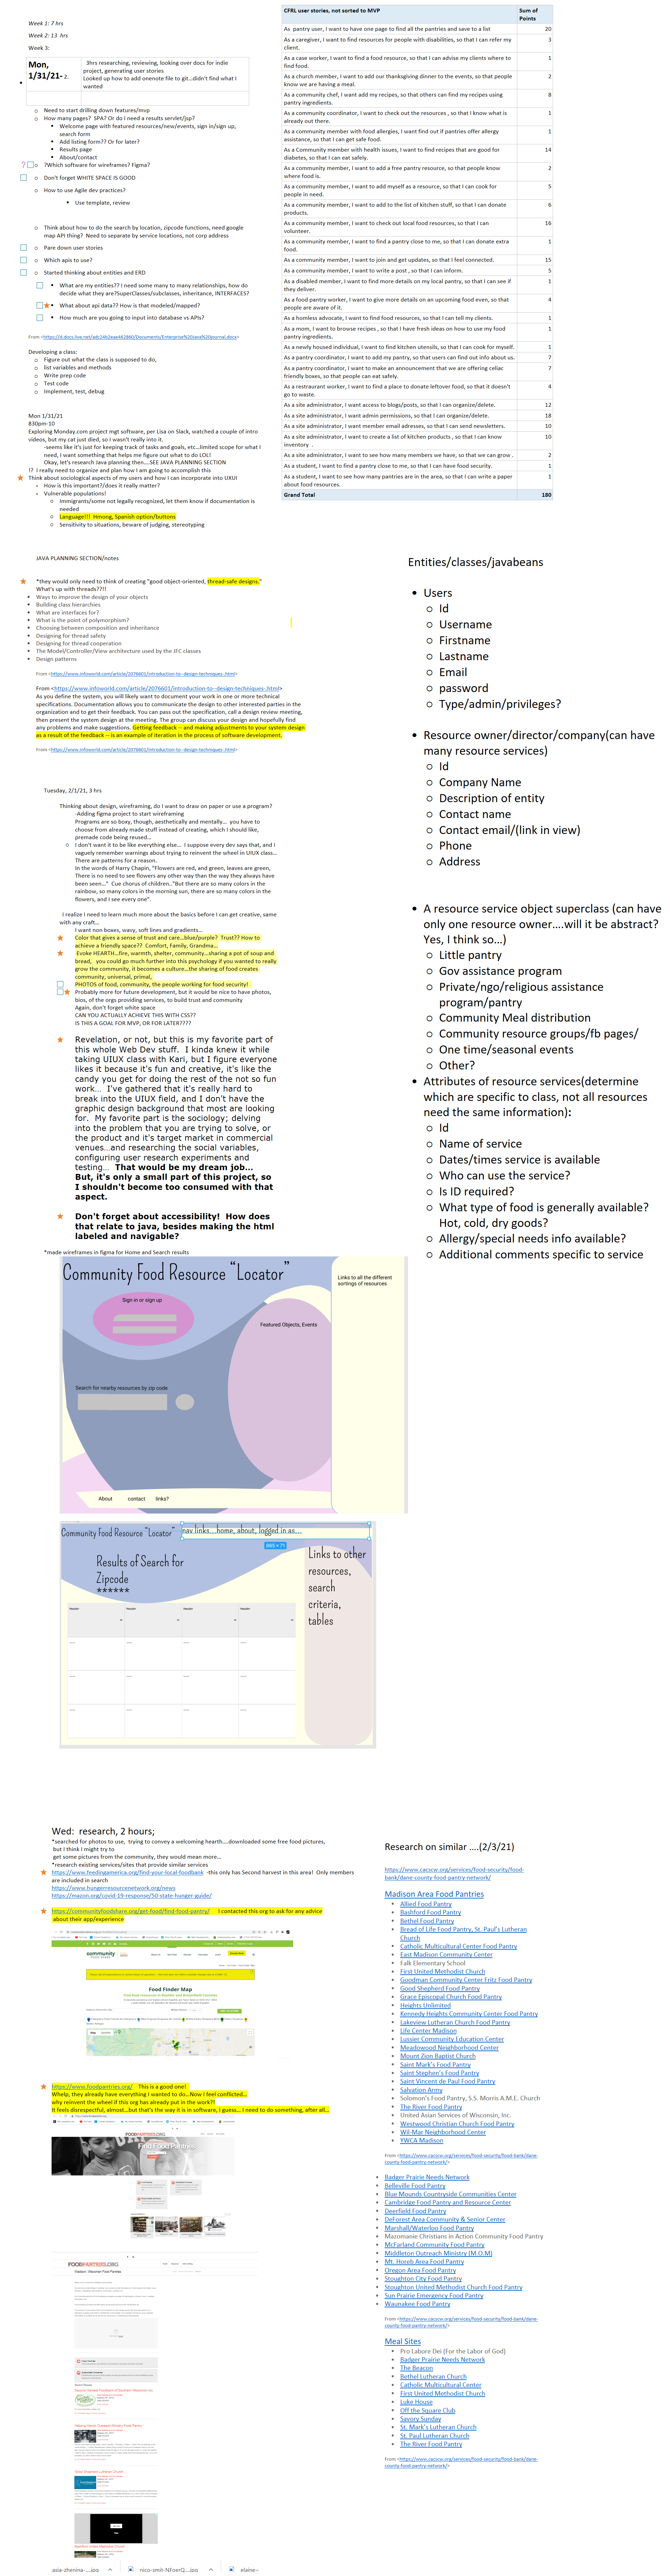 Week 1: 7 hrs
Week 2: 13 hrs
Week 3:
Mon,
1/31/21- 2.
3hrs researching, reviewing, looking over docs for indie
project, generating user stories
Looked up how to add onenote file to git...didn't find what I
wanted
Need to start drilling down features/mvp
How many pages? SPA? Or do I need a results servlet/jsp?
Welcome page with featured resources/new/events, sign in/sign up,
search form
Add listing form?? Or for later?
Results page
About/contact
?Which software for wireframes? Figma?
Don't forget WHITE SPACE IS GOOD
How to use Agile dev practices?
Use template, review
Think about how to do the search by location, zipcode functions, need google
map API thing? Need to separate by service locations, not corp address
Pare down user stories
Which apis to use?
Started thinking about entities and ERD
What are my entities?? I need some many to many relationships, how do
decide what they are?SuperClasses/subclasses, inheritance, INTERFACES?
What about api data?? How is that modeled/mapped?
How much are you going to input into database vs APIs?
Developing a class:
Figure out what the class is supposed to do,
list variables and methods
Write prep code
Test code
Implement, test, debug
Mon 1/31/21
830pm-10
Exploring Monday.com project mgmt, per Lisa on Slack, watched a couple of intro
videos, but my cat just died, so I wasn't really into it.
-seems like it's just for keeping track of tasks and goals, etc...limited scope for what I
need, I want something that helps me figure out what to do LOL!
Okay, let's research Java planning then....SEE JAVA PLANNING SECTION
!? I really need to organize and plan how I am going to accomplish this
Think about sociological aspects of my users and how I can incorporate into UXUI
How is this important?/does it really matter?
Vulnerable populations!
Immigrants/some not legally recognized, let them know if documentation is
needed
Language!!! Hmong, Spanish option/buttons
Sensitivity to situations, beware of judging, stereotyping
CFRL user stories, not sorted to MVP
Sum of
Points
As pantry user, I want to have one page to find all the pantries and save to a list 20
As a caregiver, I want to find resources for people with disabilities, so that I can refer my
client. 3
As a case worker, I want to find a food resource, so that I can advise my clients where to
find food. 1
As a church member, I want to add our thanksgiving dinner to the events, so that people
know we are having a meal. 2
As a community chef, I want add my recipes, so that others can find my recipes using
pantry ingredients. 8
As a community coordinator, I want to check out the resources , so that I know what is
already out there. 1
As a community member with food allergies, I want find out if pantries offer allergy
assistance, so that I can get safe food. 1
As a Community member with health issues, I want to find recipes that are good for
diabetes, so that I can eat safely. 14
As a community member, I want to add a free pantry resource, so that people know
where food is. 2
As a community member, I want to add myself as a resource, so that I can cook for
people in need. 5
As a community member, I want to add to the list of kitchen stuff, so that I can donate
products. 6
As a community member, I want to check out local food resources, so that I can
volunteer. 16
As a community member, I want to find a pantry close to me, so that I can donate extra
food. 1
As a community member, I want to join and get updates, so that I feel connected. 15
As a community member, I want to write a post , so that I can inform. 5
As a disabled member, I want to find more details on my local pantry, so that I can see if
they deliver. 1
As a food pantry worker, I want to give more details on an upcoming food even, so that
people are aware of it. 4
As a homless advocate, I want to find food resources, so that I can tell my clients. 1
As a mom, I want to browse recipes , so that I have fresh ideas on how to use my food
pantry ingredients. 1
As a newly housed individual, I want to find kitchen utensils, so that I can cook for myself. 1
As a pantry coordinator, I want to add my pantry, so that users can find out info about us. 7
As a pantry coordinator, I want to make an announcement that we are offering celiac
friendly boxes, so that people can eat safely. 7
As a restaurant worker, I want to find a place to donate leftover food, so that it doesn't
go to waste. 4
As a site administrator, I want access to blogs/posts, so that I can organize/delete. 12
As a site administrator, I want admin permissions, so that I can organize/delete. 18
As a site administrator, I want member email adresses, so that I can send newsletters. 10
As a site administrator, I want to create a list of kitchen products , so that I can know
inventory . 10
As a site administrator, I want to see how many members we have, so that we can grow . 2
As a student, I want to find a pantry close to me, so that I can have food security. 1
As a student, I want to see how many pantries are in the area, so that I can write a paper
about food resources. 1
Grand Total 180
JAVA PLANNING SECTION/notes
*they would only need to think of creating "good object-oriented, thread-safe designs."
What's up with threads??!!
Ways to improve the design of your objects
Building class hierarchies
What are interfaces for?
What is the point of polymorphism?
Choosing between composition and inheritance
Designing for thread safety
Designing for thread cooperation
The Model/Controller/View architecture used by the JFC classes
Design patterns
From <https://www.infoworld.com/article/2076601/introduction-to--design-techniques-.html>
From <https://www.infoworld.com/article/2076601/introduction-to--design-techniques-.html>
As you define the system, you will likely want to document your work in one or more technical
specifications. Documentation allows you to communicate the design to other interested parties in the
organization and to get their feedback. You can pass out the specification, call a design review meeting,
then present the system design at the meeting. The group can discuss your design and hopefully find
any problems and make suggestions. Getting feedback -- and making adjustments to your system design
as a result of the feedback -- is an example of iteration in the process of software development.
From <https://www.infoworld.com/article/2076601/introduction-to--design-techniques-.html>
Entities/classes/javabeans
Users
Id
Username
Firstname
Lastname
Email
password
Type/admin/privileges?
Resource owner/director/company(can have
many resource services)
Id
Company Name
Description of entity
Contact name
Contact email/(link in view)
Phone
Address
A resource service object superclass (can have
only one resource owner....will it be abstract?
Yes, I think so...)
Little pantry
Gov assistance program
Private/ngo/religious assistance
program/pantry
Community Meal distribution
Community resource groups/fb pages/
One time/seasonal events
Other?
Attributes of resource services(determine
which are specific to class, not all resources
need the same information):
Id
Name of service
Dates/times service is available
Who can use the service?
Is ID required?
What type of food is generally available?
Hot, cold, dry goods?
Allergy/special needs info available?
Additional comments specific to service
Tuesday, 2/1/21, 3 hrs
Thinking about design, wireframing, do I want to draw on paper or use a program?
-Adding figma project to start wireframing
Programs are so boxy, though, aesthetically and mentally... you have to
choose from already made stuff instead of creating, which I should like,
premade code being reused...
I don't want it to be like everything else... I suppose every dev says that, and I
vaguely remember warnings about trying to reinvent the wheel in UIUX class...
There are patterns for a reason.
In the words of Harry Chapin, "Flowers are red, and green, leaves are green,
There is no need to see flowers any other way than the way they always have
been seen..." Cue chorus of children.."But there are so many colors in the
rainbow, so many colors in the morning sun, there are so many colors in the
flowers, and I see every one".
I realize I need to learn much more about the basics before I can get creative, same
with any craft...
I want non boxes, wavy, soft lines and gradients...
Color that gives a sense of trust and care...blue/purple? Trust?? How to
achieve a friendly space?? Comfort, Family, Grandma...
Evoke HEARTH...fire, warmth, shelter, community...sharing a pot of soup and
bread, you could go much further into this psychology if you wanted to really
grow the community, it becomes a culture...the sharing of food creates
community, universal, primal,
PHOTOS of food, community, the people working for food security!
Probably more for future development, but it would be nice to have photos,
bios, of the orgs providing services, to build trust and community
Again, don't forget white space
CAN YOU ACTUALLY ACHIEVE THIS WITH CSS??
IS THIS A GOAL FOR MVP, OR FOR LATER????
Revelation, or not, but this is my favorite part of
this whole Web Dev stuff. I kinda knew it while
taking UIUX class with Kari, but I figure everyone
likes it because it's fun and creative, it's like the
candy you get for doing the rest of the not so fun
work... I've gathered that it's really hard to
break into the UIUX field, and I don't have the
graphic design background that most are looking
for. My favorite part is the sociology; delving
into the problem that you are trying to solve, or
the product and it's target market in commercial
venues...and researching the social variables,
configuring user research experiments and
testing... That would be my dream job...
But, it's only a small part of this project, so
I shouldn't become too consumed with that
aspect.
Don't forget about accessibility! How does
that relate to java, besides making the html
labeled and navigable?
*made wireframes in figma for Home and Search results
Community Food Resource "Locator"
Sign in or sign up
Links to all the different
sortings of resources
Featured Objects, Events
Search for nearby resources by zip code
About contact links?
Community Food Resource "Locator"
nav links...home, about, logged in as...
865 × 71
Results of Search for
Zipcode
******
Links to other
resources,
search
criteria,
tables
Header Header Header Header
Wed: research, 2 hours;
*searched for photos to use, trying to convey a welcoming hearth....downloaded some free food pictures,
but I think I might try to
get some pictures from the community, they would mean more...
*research existing services/sites that provide similar services
https://www.feedingamerica.org/find-your-local-foodbank -this only has Second harvest in this area! Only members
are included in search
https://www.hungerresourcenetwork.org/news
https://mazon.org/covid-19-response/50-state-hunger-guide/
https://communityfoodshare.org/get-food/find-food-pantry/ I contacted this org to ask for any advice
about their app/experience
community
Food Finder Map
https://www.foodpantries.org/ This is a good one!
Whelp, they already have everything I wanted to do...Now I feel conflicted...
why reinvent the wheel if this org has already put in the work?!
It feels disrespectful, almost...but that's the way it is in software, I guess... I need to do something, after all...
FOODPANTRIES.ORG
Food Pantries
FOODPANTRIES.ORG
asia-zhenina-....jpg
nico-smit-NFoerQ....jpg
elaine-
Research on similar ....(2/3/21)
https://www.cacscw.org/services/food-security/food-
bank/dane-county-food-pantry-network/
Madison Area Food Pantries
Allied Food Pantry
Bashford Food Pantry
Bethel Food Pantry
Bread of Life Food Pantry, St. Paul's Lutheran
Church
Catholic Multicultural Center Food Pantry
East Madison Community Center
Falk Elementary School
First United Methodist Church
Goodman Community Center Fritz Food Pantry
Good Shepherd Food Pantry
Grace Episcopal Church Food Pantry
Heights Unlimited
Kennedy Heights Community Center Food Pantry
Lakeview Lutheran Church Food Pantry
Life Center Madison
Lussier Community Education Center
Meadowood Neighborhood Center
Mount Zion Baptist Church
Saint Mark's Food Pantry
Saint Stephen's Food Pantry
Saint Vincent de Paul Food Pantry
Salvation Army
Solomon's Food Pantry, S.S. Morris A.M.E. Church
The River Food Pantry
United Asian Services of Wisconsin, Inc.
Westwood Christian Church Food Pantry
Wil-Mar Neighborhood Center
YWCA Madison
From <https://www.cacscw.org/services/food-security/food-bank/dane-
county-food-pantry-network/>
Badger Prairie Needs Network
Belleville Food Pantry
Blue Mounds Countryside Communities Center
Cambridge Food Pantry and Resource Center
Deerfield Food Pantry
DeForest Area Community & Senior Center
Marshall/Waterloo Food Pantry
Mazomanie Christians in Action Community Food Pantry
McFarland Community Food Pantry
Middleton Outreach Ministry (M.O.M)
Mt. Horeb Area Food Pantry
Oregon Area Food Pantry
Stoughton City Food Pantry
Stoughton United Methodist Church Food Pantry
Sun Prairie Emergency Food Pantry
Waunakee Food Pantry
From <https://www.cacscw.org/services/food-security/food-bank/dane-
county-food-pantry-network/>
Meal Sites
Pro Labore Dei (For the Labor of God)
Badger Prairie Needs Network
The Beacon
Bethel Lutheran Church
Catholic Multicultural Center
First United Methodist Church
Luke House
Off the Square Club
Savory Sunday
St. Mark's Lutheran Church
St. Paul Lutheran Church
The River Food Pantry
From <https://www.cacscw.org/services/food-security/food-bank/dane-
county-food-pantry-network/>